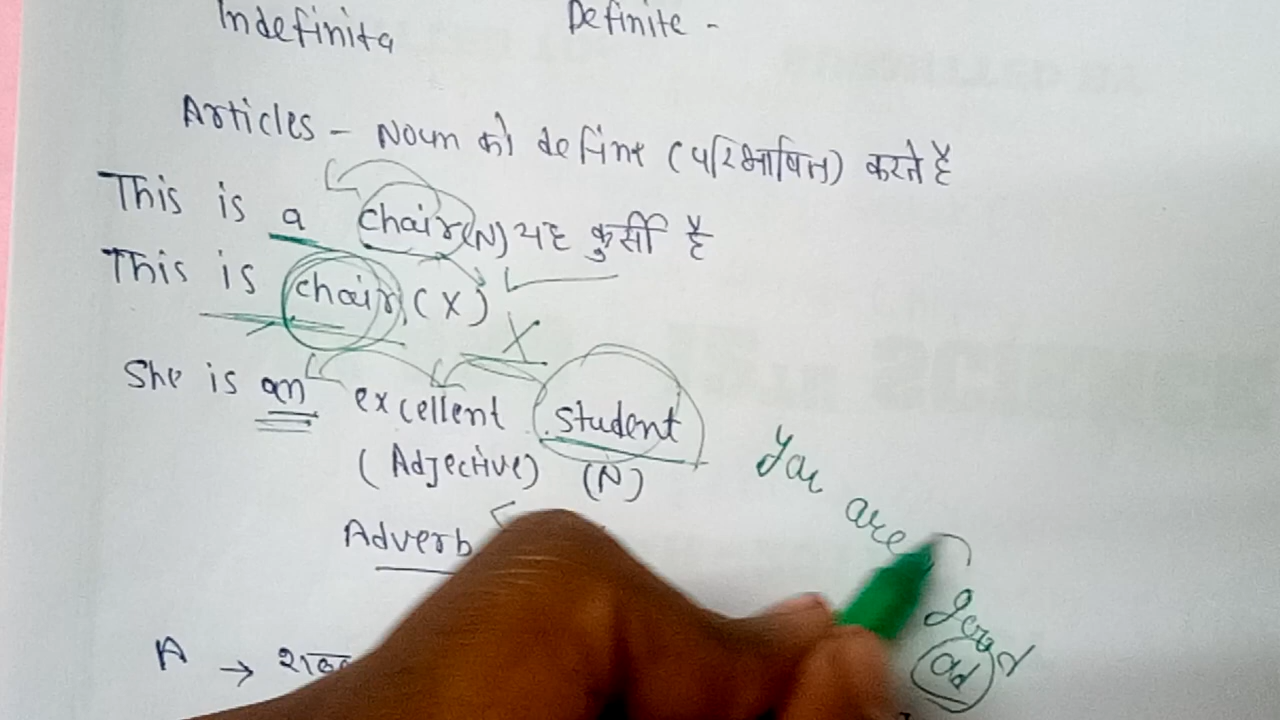 Indefinita Definite -
Articles - Noun को define (परिभाषित) करते है
This is a chair (N) यह कुर्सी है
This is chair (X)
X
She is an excellent student
(Adjective) (N)
You are good
ad
Adverb
A →